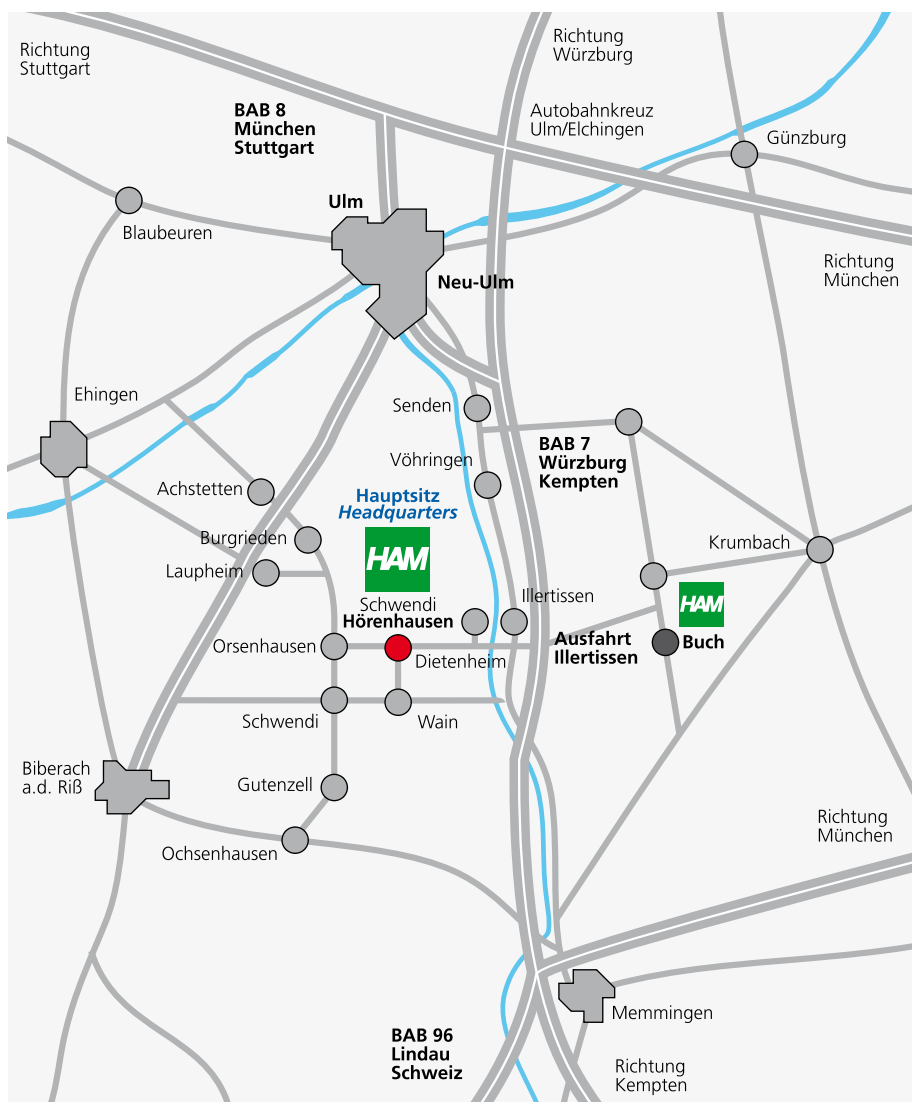 Richtung
Stuttgart
Richtung
Würzburg
BAB 8
München
Stuttgart
Autobahnkreuz
Ulm/Elchingen
Günzburg
Ulm
Blaubeuren
Richtung
München
Neu-Ulm
Ehingen
Senden
BAB 7
Würzburg
Kempten
Vöhringen
Achstetten
Hauptsitz
Headquarters
Burgrieden
HAM
Krumbach
Laupheim
Schwendi
Hörenhausen
Illertissen
HAM
Orsenhausen
Dietenheim
Ausfahrt
Illertissen
Buch
Schwendi
Wain
Biberach
a.d. Riß
Gutenzell
Richtung
München
Ochsenhausen
Memmingen
BAB 96
Lindau
Schweiz
Richtung
Kempten